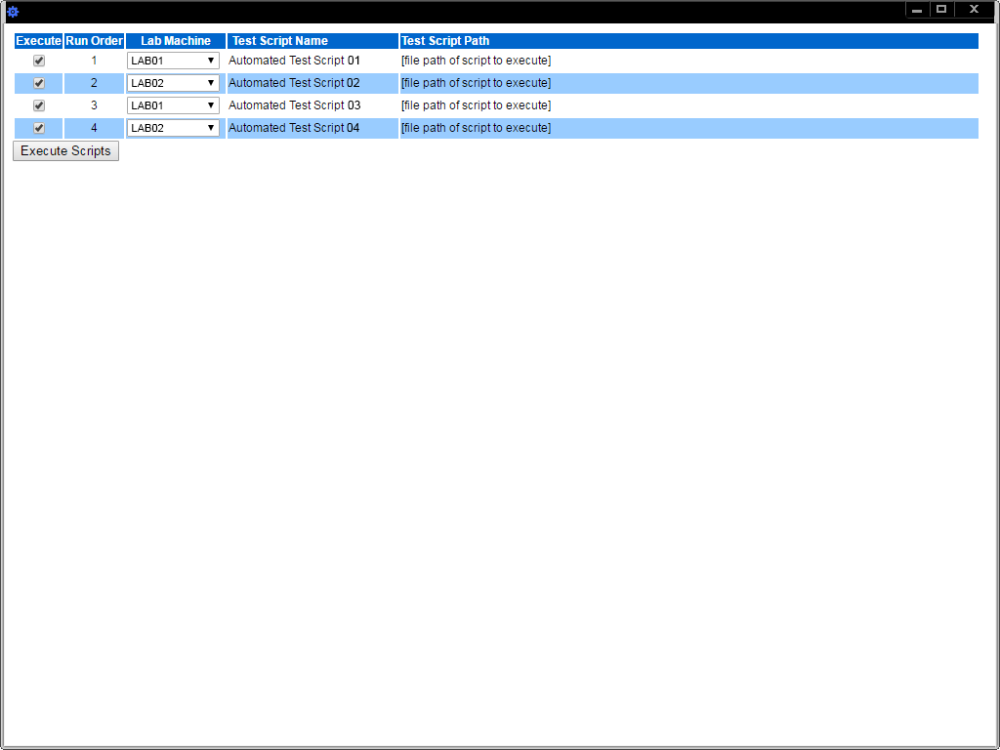 Execute Run Order Lab Machine Test Script Name Test Script Path
1 LAB01 Automated Test Script 01 [file path of script to execute]
2 LAB02 Automated Test Script 02 [file path of script to execute]
3 LAB01 Automated Test Script 03 [file path of script to execute]
4 LAB02 Automated Test Script 04 [file path of script to execute]
Execute Scripts